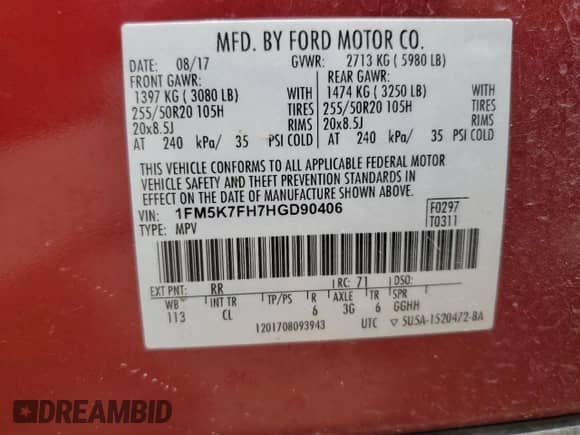 MFD. BY FORD MOTOR CO.
DATE: 08/17 GVWR: 2713 KG ( 5980 LB)
FRONT GAWR: REAR GAWR:
1397 KG ( 3080 LB) WITH 1474 KG ( 3250 LB) WITH
255/50R20 105H TIRES 255/50R20 105H TIRES
20x8.5J RIMS 20x8.5J RIMS
AT 240 kPa/ 35 PSI COLD AT 240 kPa/ 35 PSI COLD
THIS VEHICLE CONFORMS TO ALL APPLICABLE FEDERAL MOTOR
VEHICLE SAFETY AND THEFT PREVENTION STANDARDS IN
EFFECT ON THE DATE OF MANUFACTURE SHOWN ABOVE.
VIN: 1FM5K7FH7HGD90406 F0297
TYPE: MPV T0311
EXT PNT: RR RC: 71 DSO:
WB INT TR TP/PS R AXLE TR SPR
113 CL 6 3G 6 GGHH
1201708093943 UTC ▽ 5U5A-1520472-BA
DREAMBID